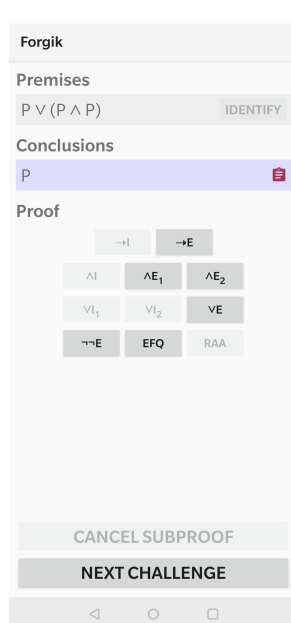 Forgik
Premises
P ∨ (P ∧ P) IDENTIFY
Conclusions
P
Proof
→I →E
∧I ∧E₁ ∧E₂
∨I₁ ∨I₂ ∨E
¬¬E EFQ RAA
CANCEL SUBPROOF
NEXT CHALLENGE